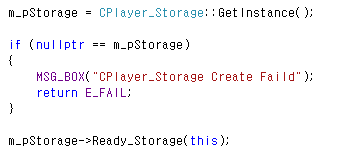 m_pStorage = CPlayer_Storage::GetInstance();
if (nullptr == m_pStorage)
{
MSG_BOX("CPlayer_Storage Create Faild");
return E_FAIL;
}
m_pStorage->Ready_Storage(this);